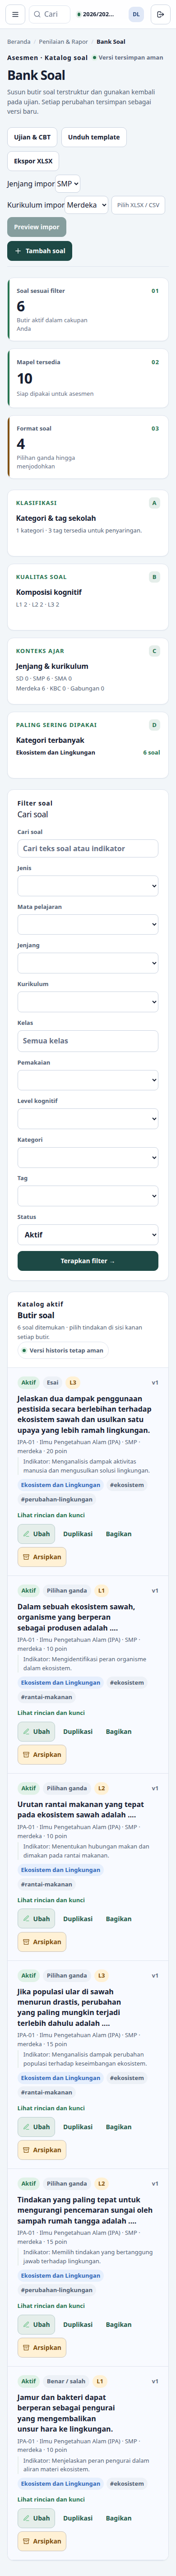 Cari
2026/202...
DL
Beranda / Penilaian & Rapor / Bank Soal
Asesmen · Katalog soal
Versi tersimpan aman
Bank Soal
Susun butir soal terstruktur dan gunakan kembali pada
ujian. Setiap perubahan tersimpan sebagai versi baru.
Ujian & CBT
Unduh template
Ekspor XLSX
Jenjang impor SMP
Kurikulum impor Merdeka
Pilih XLSX / CSV
Preview impor
Tambah soal
Soal sesuai filter
01
6
Butir aktif dalam cakupan
Anda
Mapel tersedia
02
10
Siap dipakai untuk asesmen
Format soal
03
4
Pilihan ganda hingga
menjodohkan
KLASIFIKASI
A
Kategori & tag sekolah
1 kategori · 3 tag tersedia untuk penyaringan.
KUALITAS SOAL
B
Komposisi kognitif
L1 2 · L2 2 · L3 2
KONTEKS AJAR
C
Jenjang & kurikulum
SD 0 · SMP 6 · SMA 0
Merdeka 6 · KBC 0 · Gabungan 0
PALING SERING DIPAKAI
D
Kategori terbanyak
Ekosistem dan Lingkungan
6 soal
Filter soal
Cari soal
Cari soal
Cari teks soal atau indikator
Jenis
Mata pelajaran
Jenjang
Kurikulum
Kelas
Semua kelas
Pemakaian
Level kognitif
Kategori
Tag
Status
Aktif
Terapkan filter →
Katalog aktif
Butir soal
6 soal ditemukan · pilih tindakan di sisi kanan
setiap butir.
Versi historis tetap aman
Aktif Esai L3 v1
Jelaskan dua dampak penggunaan
pestisida secara berlebihan terhadap
ekosistem sawah dan usulkan satu
upaya yang lebih ramah lingkungan.
IPA-01 · Ilmu Pengetahuan Alam (IPA) · SMP ·
merdeka · 20 poin
Indikator: Menganalisis dampak aktivitas
manusia dan mengusulkan solusi lingkungan.
Ekosistem dan Lingkungan #ekosistem
#perubahan-lingkungan
Lihat rincian dan kunci
Ubah Duplikasi Bagikan
Arsipkan
Aktif Pilihan ganda L1 v1
Dalam sebuah ekosistem sawah,
organisme yang berperan
sebagai produsen adalah ....
IPA-01 · Ilmu Pengetahuan Alam (IPA) · SMP ·
merdeka · 10 poin
Indikator: Mengidentifikasi peran organisme
dalam ekosistem.
Ekosistem dan Lingkungan #ekosistem
#rantai-makanan
Lihat rincian dan kunci
Ubah Duplikasi Bagikan
Arsipkan
Aktif Pilihan ganda L2 v1
Urutan rantai makanan yang tepat
pada ekosistem sawah adalah ....
IPA-01 · Ilmu Pengetahuan Alam (IPA) · SMP ·
merdeka · 10 poin
Indikator: Menentukan hubungan makan dan
dimakan pada rantai makanan.
Ekosistem dan Lingkungan
#rantai-makanan
Lihat rincian dan kunci
Ubah Duplikasi Bagikan
Arsipkan
Aktif Pilihan ganda L3 v1
Jika populasi ular di sawah
menurun drastis, perubahan
yang paling mungkin terjadi
terlebih dahulu adalah ....
IPA-01 · Ilmu Pengetahuan Alam (IPA) · SMP ·
merdeka · 15 poin
Indikator: Menganalisis dampak perubahan
populasi terhadap keseimbangan ekosistem.
Ekosistem dan Lingkungan #ekosistem
#rantai-makanan
Lihat rincian dan kunci
Ubah Duplikasi Bagikan
Arsipkan
Aktif Pilihan ganda L2 v1
Tindakan yang paling tepat untuk
mengurangi pencemaran sungai oleh
sampah rumah tangga adalah ....
IPA-01 · Ilmu Pengetahuan Alam (IPA) · SMP ·
merdeka · 15 poin
Indikator: Memilih tindakan yang bertanggung
jawab terhadap lingkungan.
Ekosistem dan Lingkungan
#perubahan-lingkungan
Lihat rincian dan kunci
Ubah Duplikasi Bagikan
Arsipkan
Aktif Benar / salah L1 v1
Jamur dan bakteri dapat
berperan sebagai pengurai
yang mengembalikan
unsur hara ke lingkungan.
IPA-01 · Ilmu Pengetahuan Alam (IPA) · SMP ·
merdeka · 10 poin
Indikator: Menjelaskan peran pengurai dalam
aliran materi ekosistem.
Ekosistem dan Lingkungan #ekosistem
Lihat rincian dan kunci
Ubah Duplikasi Bagikan
Arsipkan